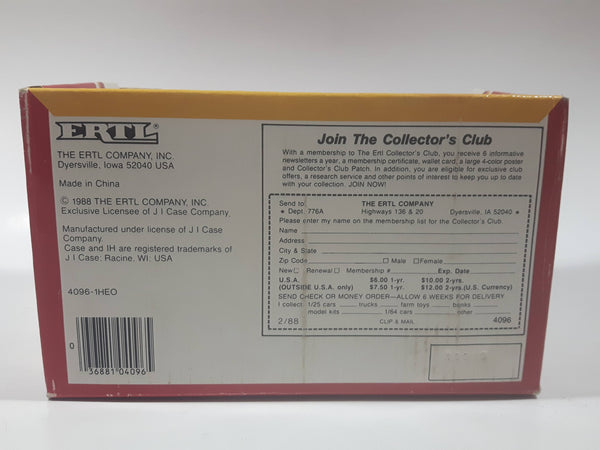 ERTL®
THE ERTL COMPANY, INC.
Dyersville, Iowa 52040 USA
Made in China
© 1988 THE ERTL COMPANY, INC
Exclusive Licensee of J I Case Company.
Manufactured under license of J I Case
Company.
Case and IH are registered trademarks of
J I Case; Racine, WI. USA
4096-1HEO
0
36881 04096
Join The Collector's Club
With a membership to The Ertl Collector's Club, you receive 6 informative
newsletters a year, a membership certificate, wallet card, a large 4-color poster
and Collector's Club Patch. In addition, you are eligible for exclusive club
offers, a research service and other points of interest to keep you up to date
with your collection. JOIN NOW!
Send to: THE ERTL COMPANY
★ Dept. 776A Highways 136 & 20 Dyersville, IA 52040 ★
Please enter my name on the membership list for the Collector's Club.
Name
Address
City & State
Zip Code □ Male □ Female
New □ Renewal □ Membership # Exp. Date
U.S.A. $6.00 1-yr. $10.00 2-yrs.
(OUTSIDE U.S.A. only) $7.50 1-yr. $12.00 2-yrs. (U.S. Currency)
SEND CHECK OR MONEY ORDER—ALLOW 6 WEEKS FOR DELIVERY
I collect: 1/25 cars trucks farm toys banks
model kits 1/64 cars other
2/88 CLIP & MAIL 4096